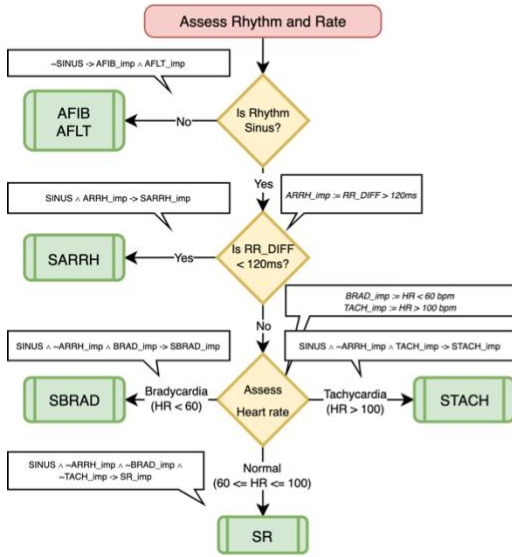 Assess Rhythm and Rate
~SINUS -> AFIB_imp ∧ AFLT_imp
AFIB
AFLT
No
Is Rhythm
Sinus?
Yes
ARRH_imp := RR_DIFF > 120ms
SINUS ∧ ARRH_imp -> SARRH_imp
SARRH
Yes
Is RR_DIFF
< 120ms?
BRAD_imp := HR < 60 bpm
TACH_imp := HR > 100 bpm
No
SINUS ∧ ~ARRH_imp ∧ BRAD_imp -> SBRAD_imp
SINUS ∧ ~ARRH_imp ∧ TACH_imp -> STACH_imp
SBRAD
Bradycardia
(HR < 60)
Assess
Heart rate
Tachycardia
(HR > 100)
STACH
SINUS ∧ ~ARRH_imp ∧ ~BRAD_imp ∧
~TACH_imp -> SR_imp
Normal
(60 <= HR <= 100)
SR